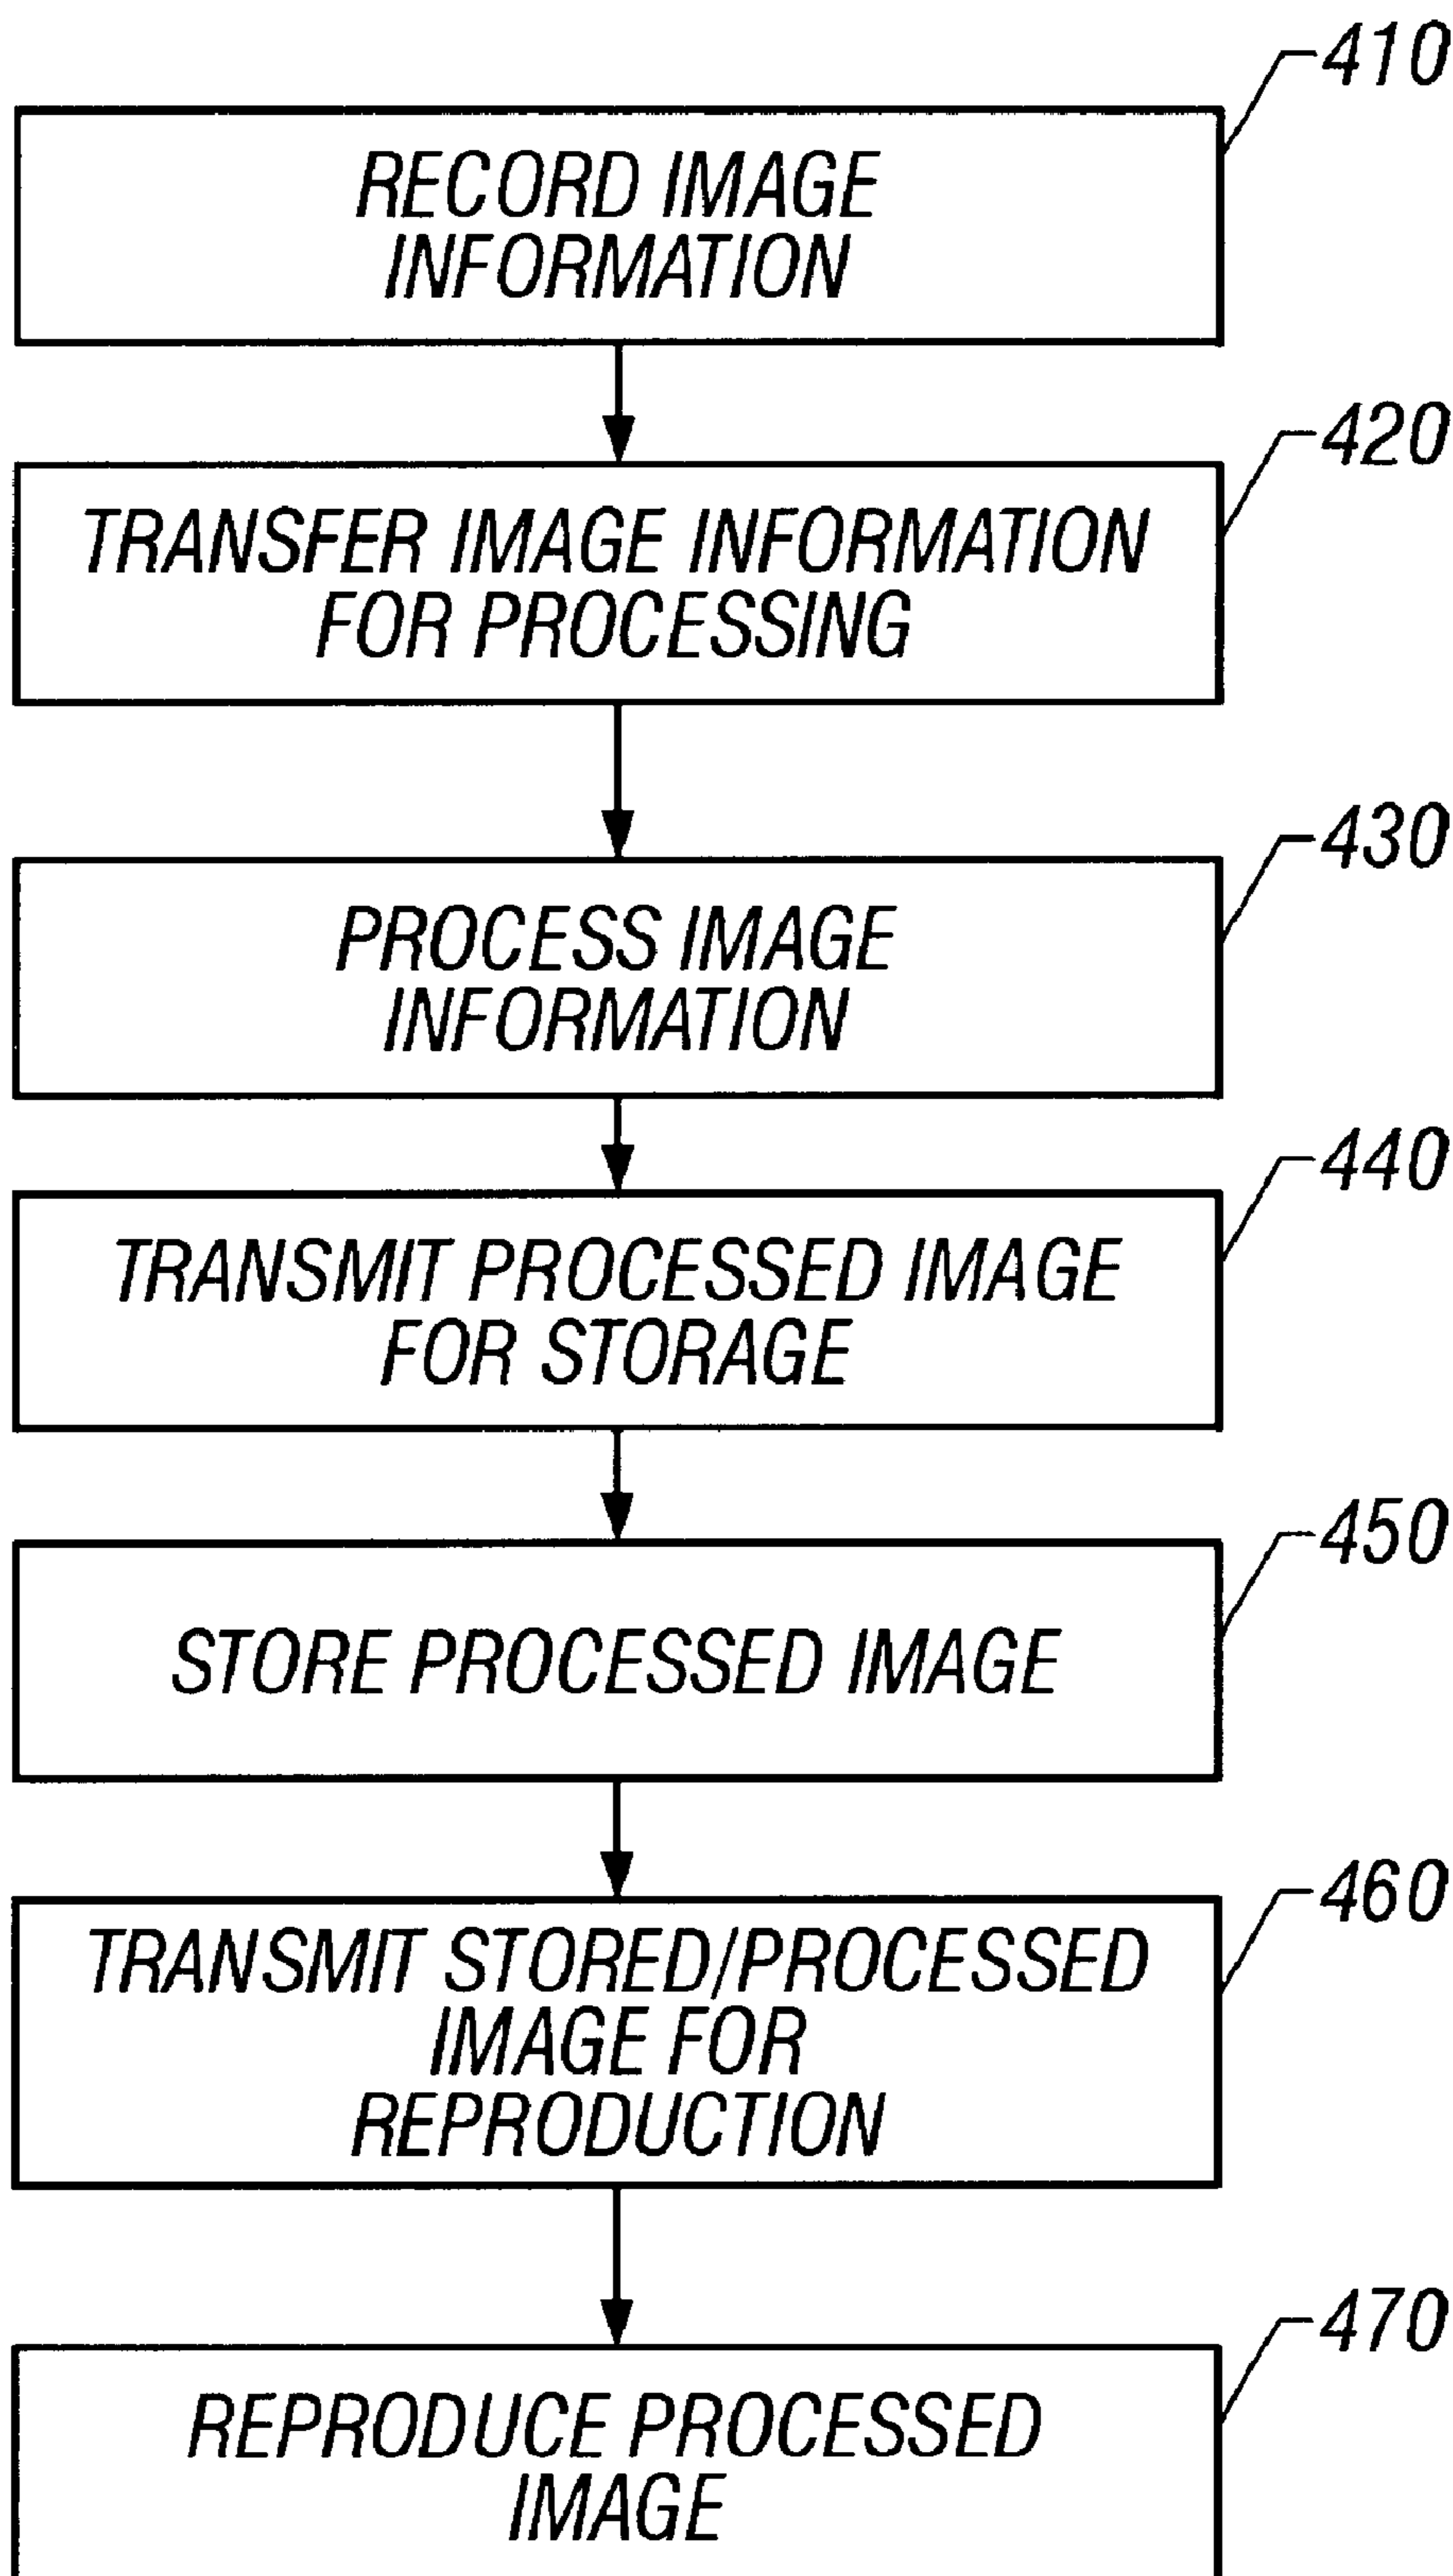 410
RECORD IMAGE
INFORMATION
420
TRANSFER IMAGE INFORMATION
FOR PROCESSING
430
PROCESS IMAGE
INFORMATION
440
TRANSMIT PROCESSED IMAGE
FOR STORAGE
450
STORE PROCESSED IMAGE
460
TRANSMIT STORED/PROCESSED
IMAGE FOR
REPRODUCTION
470
REPRODUCE PROCESSED
IMAGE